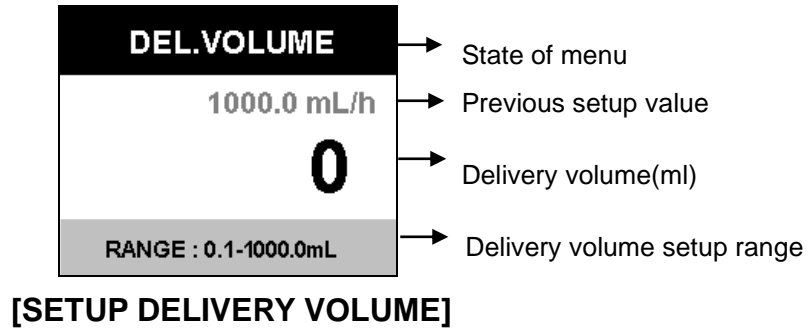 DEL.VOLUME
State of menu
1000.0 mL/h
Previous setup value
0
Delivery volume(ml)
RANGE : 0.1-1000.0mL
Delivery volume setup range
[SETUP DELIVERY VOLUME]